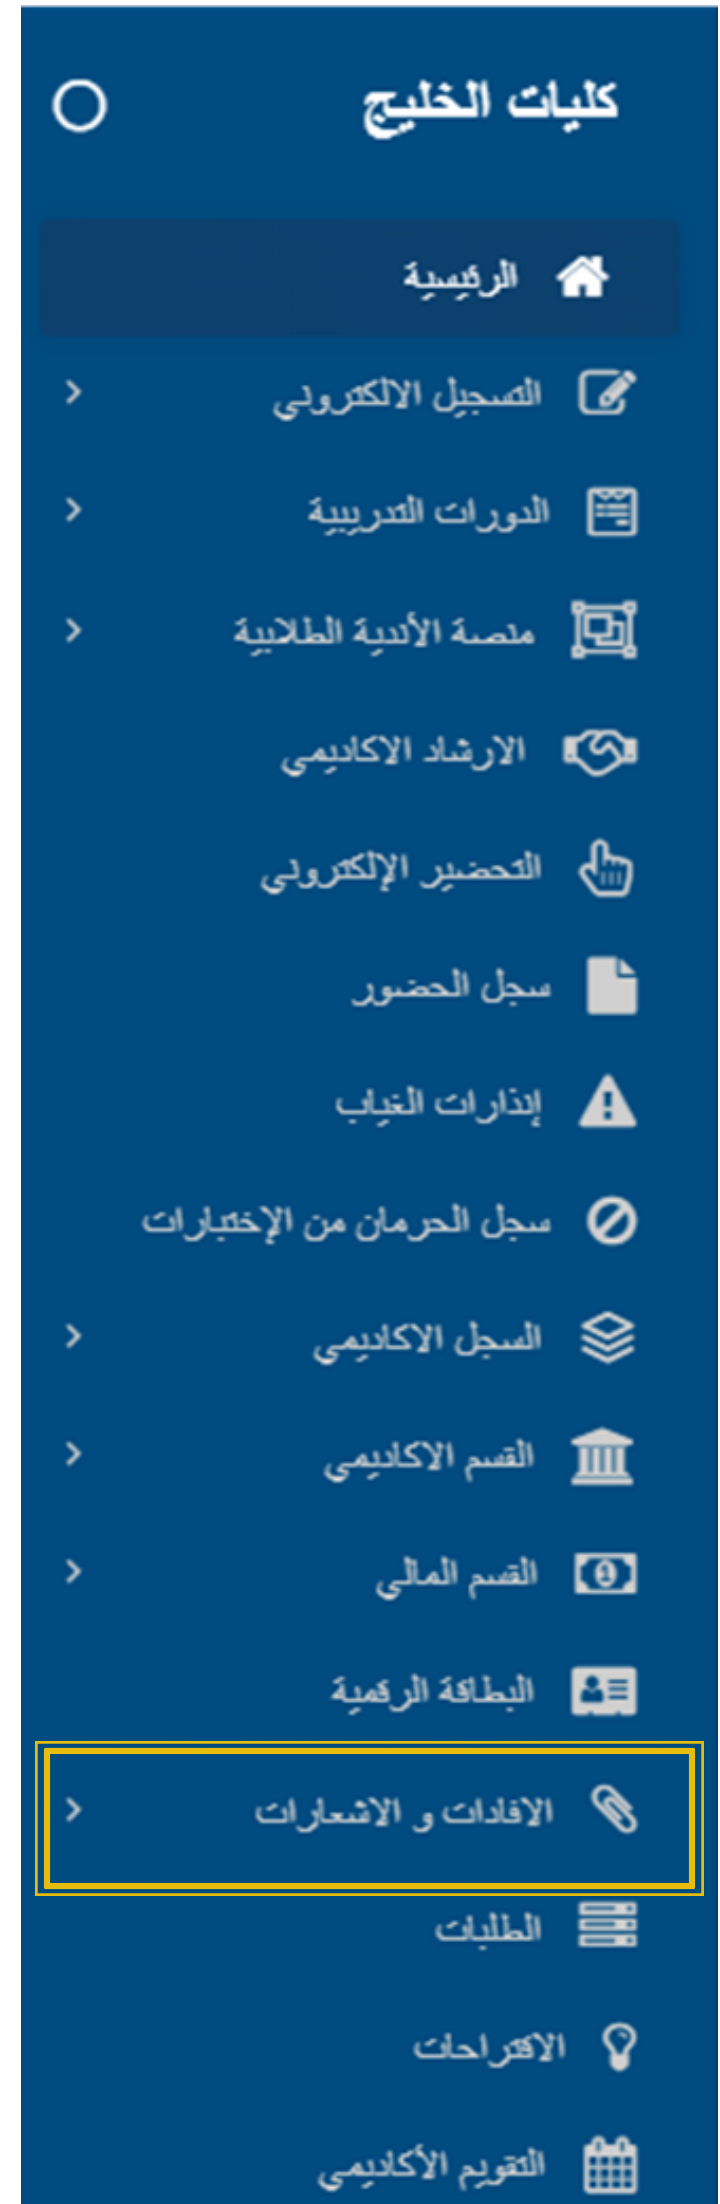 كليات الخليج
الرئيسية
التسجيل الالكتروني
الدورات التدريبية
منصة الأندية الطلابية
الارشاد الاكاديمي
التحضير الإلكتروني
سجل الحضور
إنذارات الغياب
سجل الحرمان من الإختبارات
السجل الاكاديمي
القسم الاكاديمي
القسم المالي
البطاقة الرقمية
الافادات و الاشعارات
الطلبات
الاقتراحات
التقويم الأكاديمي